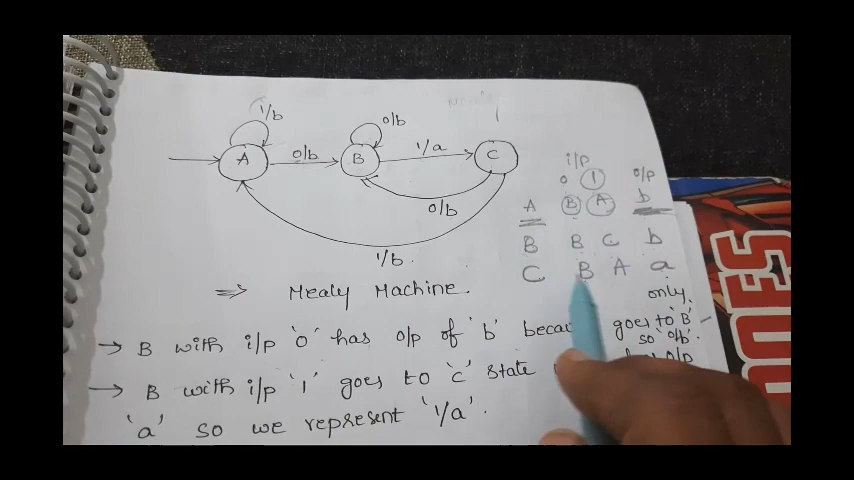 1/b
0/b
A
0/b
B
1/a
C
0/b
1/b.
i/p
0 1 o/p
A B A b
B B C b
C B A a
⇒ Mealy Machine.
→ B with i/p '0' has o/p of 'b' becau goes to 'B' only.
so 'o/b'.
→ B with i/p '1' goes to 'C' state o/p
'a' so we represent '1/a'.